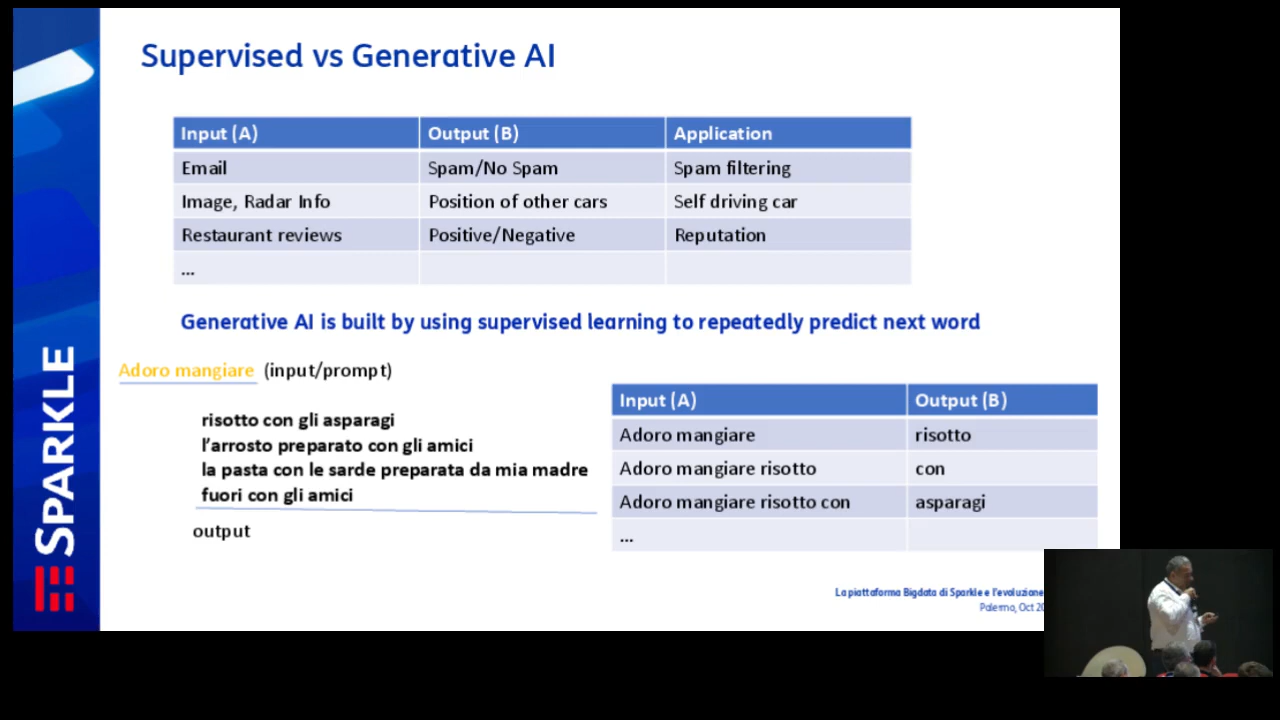 Supervised vs Generative AI
Input (A) Output (B) Application
Email Spam/No Spam Spam filtering
Image, Radar Info Position of other cars Self driving car
Restaurant reviews Positive/Negative Reputation
...
Generative AI is built by using supervised learning to repeatedly predict next word
Adoro mangiare (input/prompt)
risotto con gli asparagi
l'arrosto preparato con gli amici
la pasta con le sarde preparata da mia madre
fuori con gli amici
output
Input (A) Output (B)
Adoro mangiare risotto
Adoro mangiare risotto con
Adoro mangiare risotto con asparagi
...
La piattaforma Bigdata di Sparkle e l'evoluzione
Palermo, Oct 20
SPARKLE